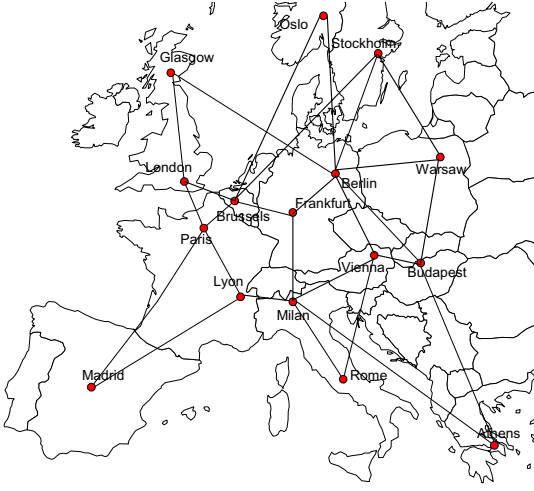 Oslo
Stockholm
Glasgow
London
Warsaw
Berlin
Brussels
Frankfurt
Paris
Vienna
Budapest
Lyon
Milan
Madrid
Rome
Athens